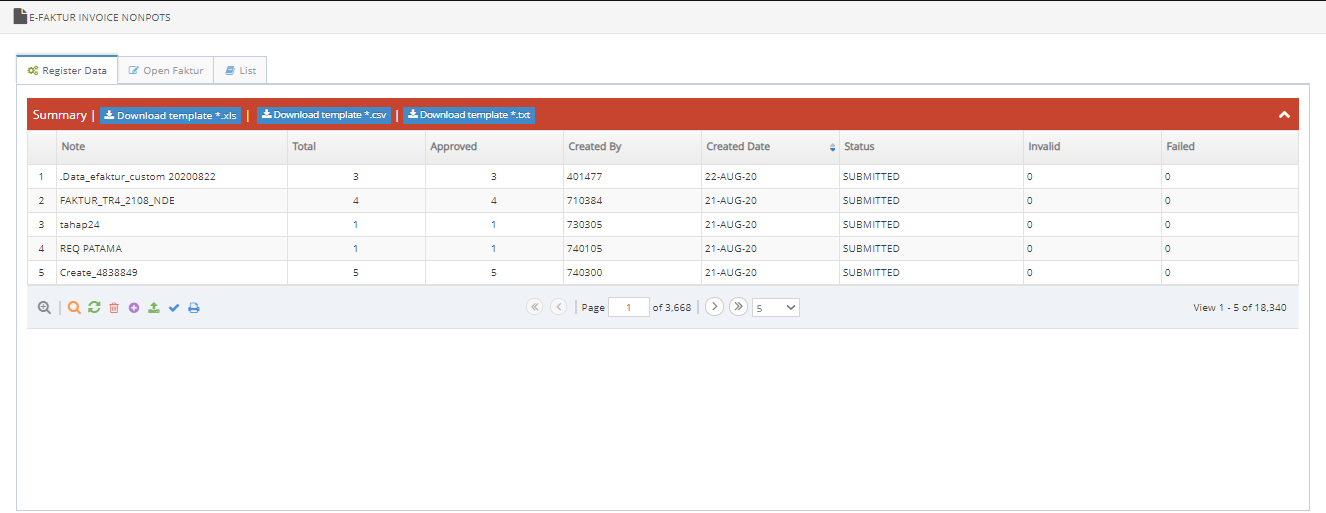 E-FAKTUR INVOICE NONPOTS
Register Data Open Faktur List
Summary | Download template *.xls | Download template *.csv | Download template *.txt
Note Total Approved Created By Created Date Status Invalid Failed
1 .Data_efaktur_custom 20200822 3 3 401477 22-AUG-20 SUBMITTED 0 0
2 FAKTUR_TR4_2108_NDE 4 4 710384 21-AUG-20 SUBMITTED 0 0
3 tahap24 1 1 730305 21-AUG-20 SUBMITTED 0 0
4 REQ PATAMA 1 1 740105 21-AUG-20 SUBMITTED 0 0
5 Create_4838849 5 5 740300 21-AUG-20 SUBMITTED 0 0
Page 1 of 3,668 5 View 1 - 5 of 18,340